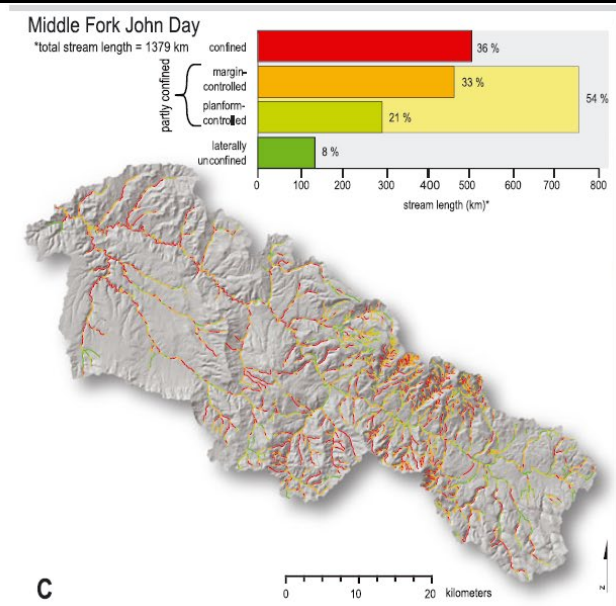 Middle Fork John Day
*total stream length = 1379 km
partly confined
confined
36 %
margin-
controlled
33 %
54 %
planform-
controlled
21 %
laterally
unconfined
8 %
0 100 200 300 400 500 600 700 800
stream length (km)*
C
0 10 20 kilometers
N